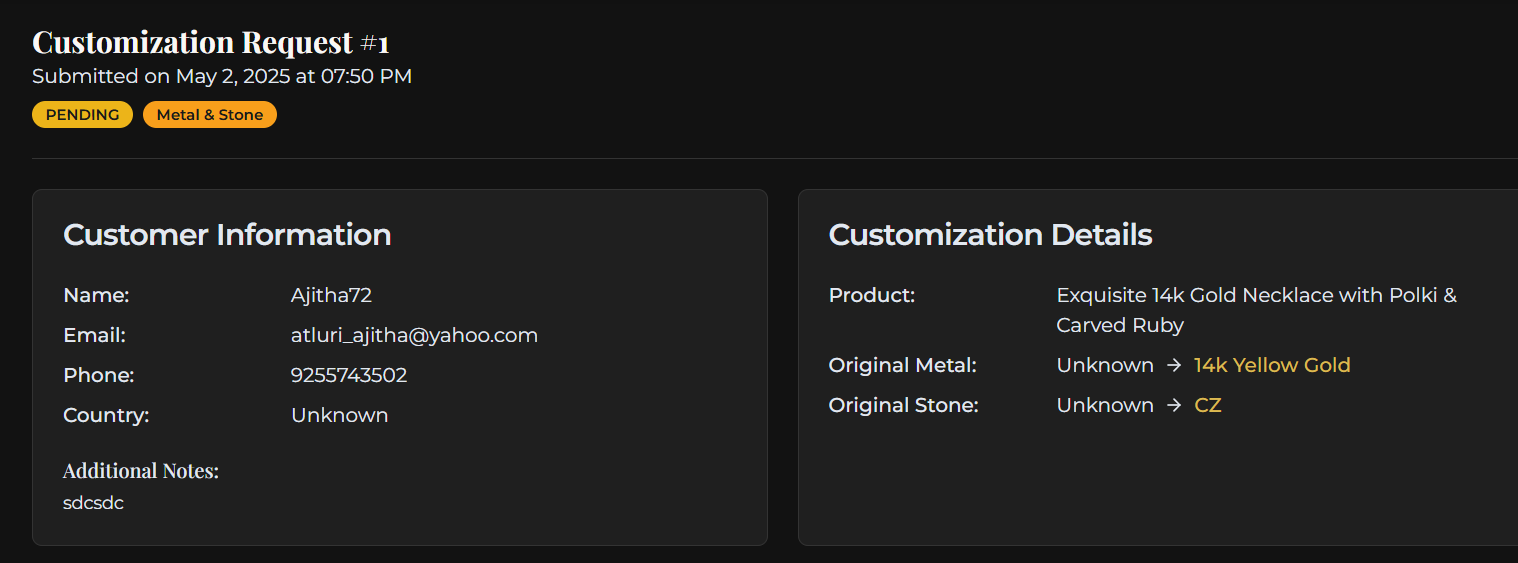 Customization Request #1
Submitted on May 2, 2025 at 07:50 PM
PENDING Metal & Stone
Customer Information
Name: Ajitha72
Email: atluri_ajitha@yahoo.com
Phone: 9255743502
Country: Unknown
Additional Notes:
sdcsdc
Customization Details
Product: Exquisite 14k Gold Necklace with Polki &
Carved Ruby
Original Metal: Unknown → 14k Yellow Gold
Original Stone: Unknown → CZ